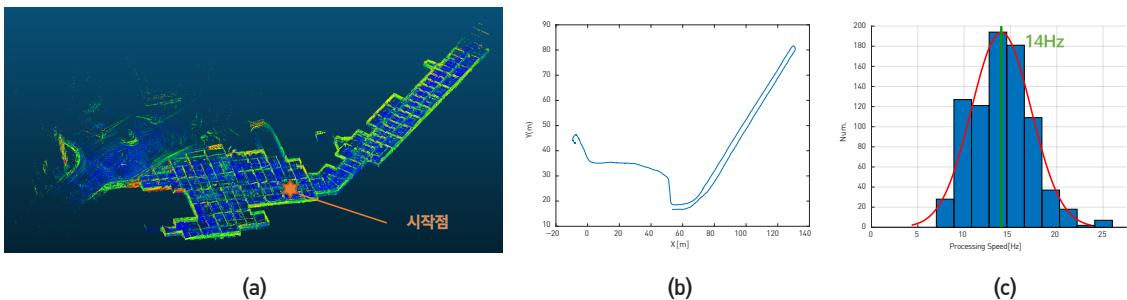 시작점
(a)
90
80
70
60
50
40
30
20
10
Y(m)
-20 0 20 40 60 80 100 120 140
X [m]
(b)
14Hz
200
180
160
140
120
100
80
60
40
20
0
Num.
0 5 10 15 20 25
Processing Speed[Hz]
(c)